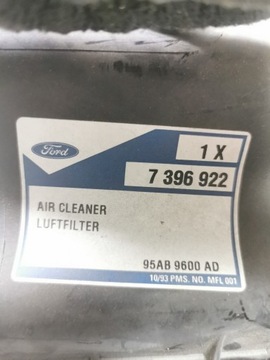 Ford
1 X
7 396 922
AIR CLEANER
LUFTFILTER
95AB 9600 AD
10/93 PMS. NO. MFL 001